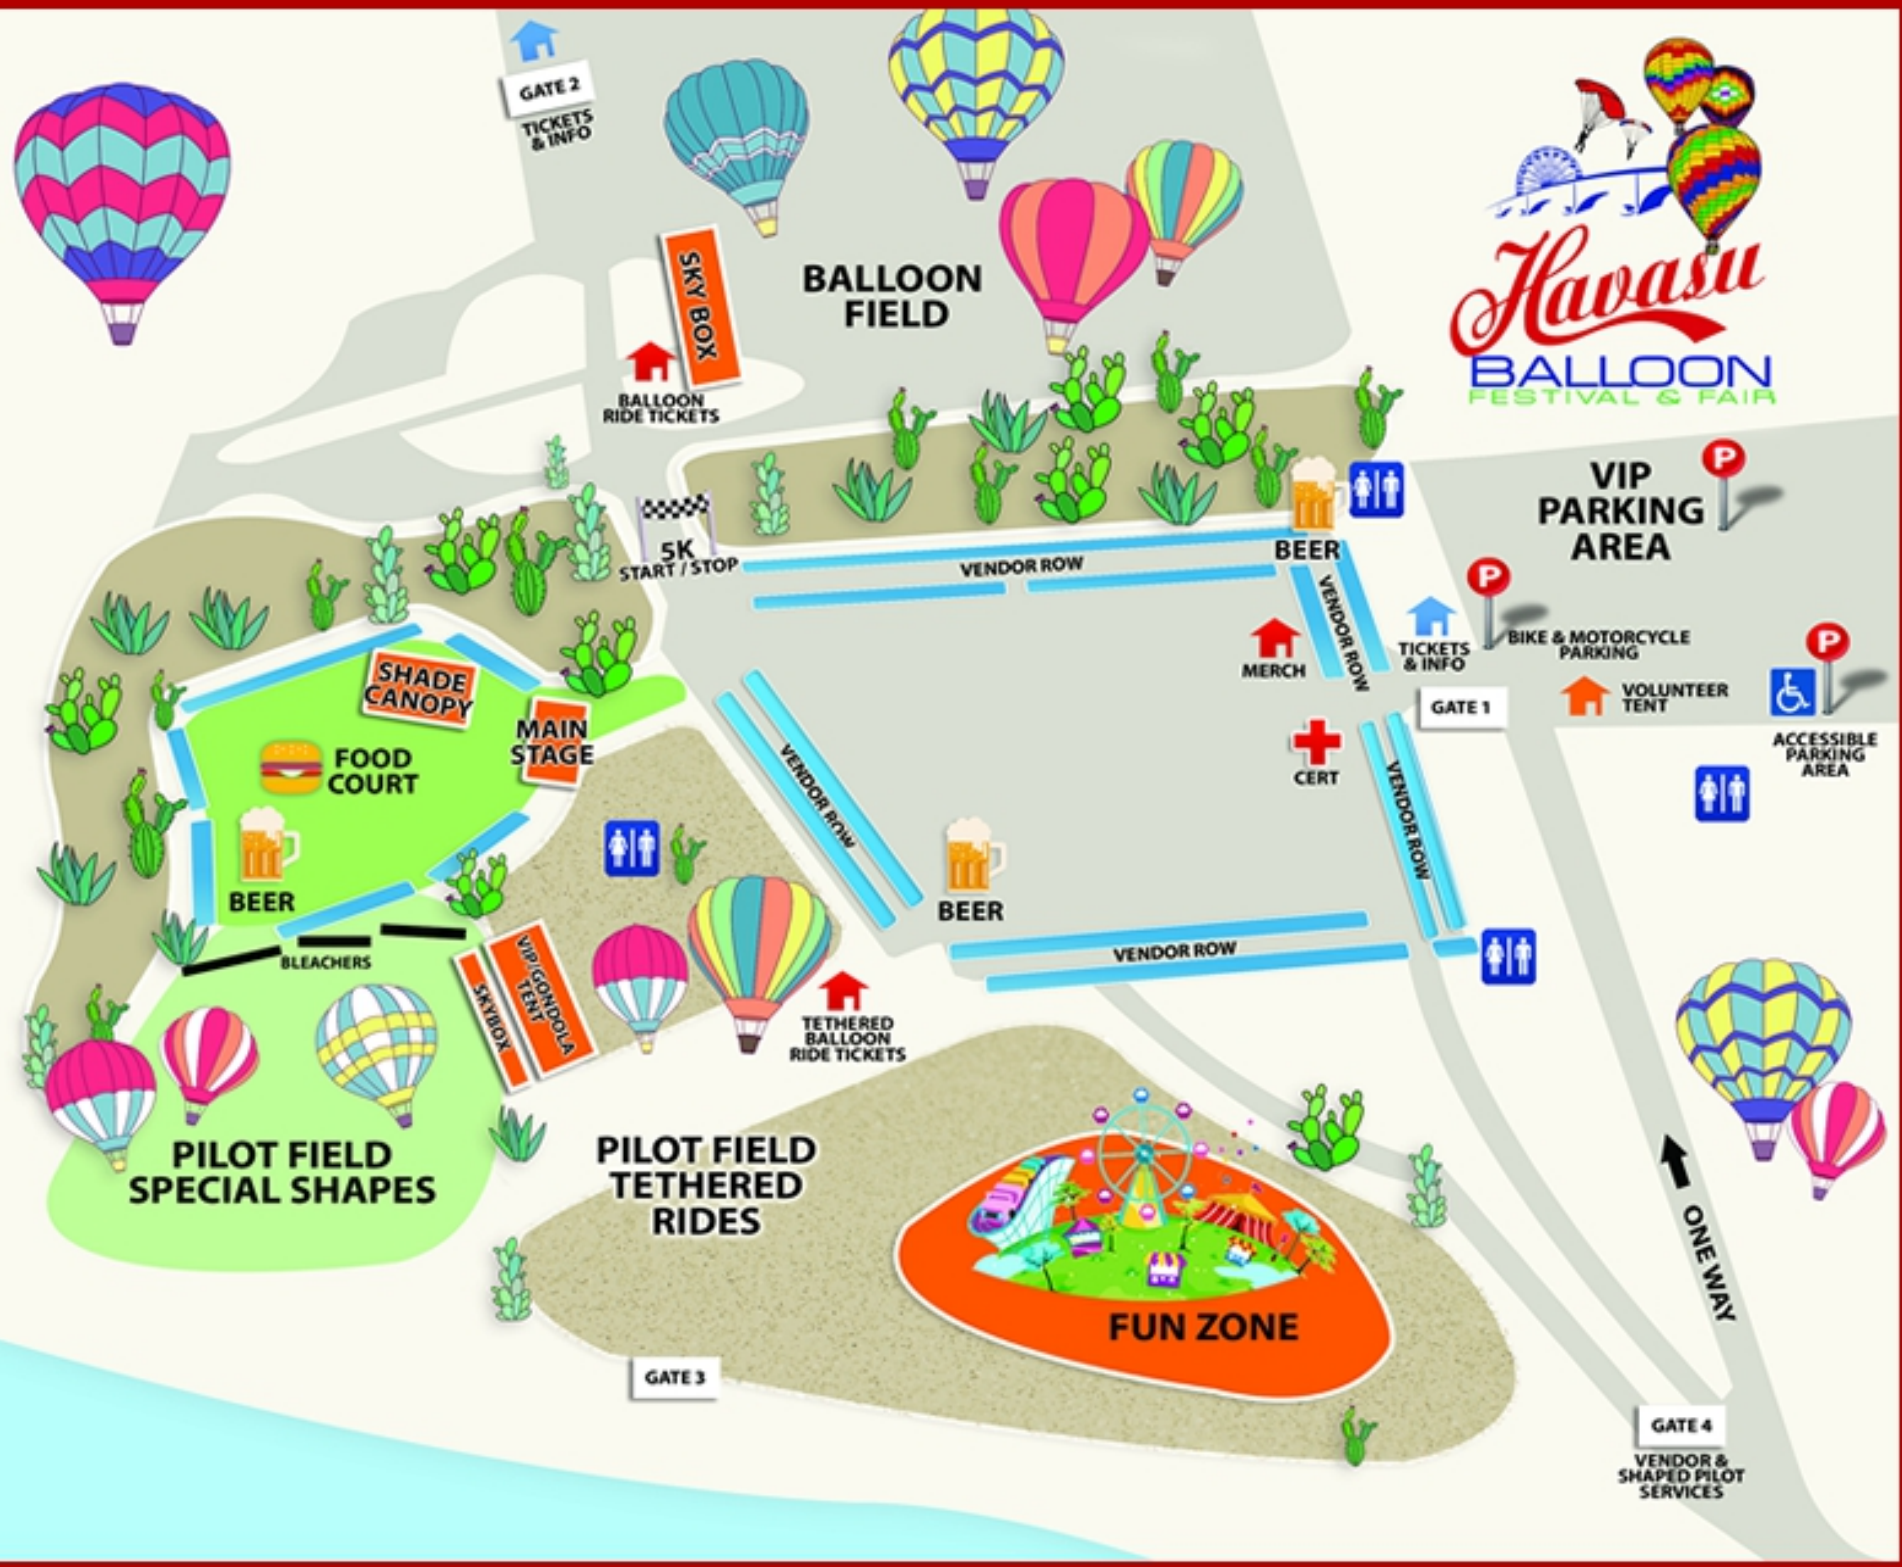 GATE 2
TICKETS
& INFO
SKY BOX
BALLOON
FIELD
BALLOON
RIDE TICKETS
Havasu
BALLOON
FESTIVAL & FAIR
VIP
PARKING
AREA
P
5K
START / STOP
VENDOR ROW
BEER
VENDOR ROW
MERCH
TICKETS
& INFO
P
BIKE & MOTORCYCLE
PARKING
GATE 1
VOLUNTEER
TENT
P
ACCESSIBLE
PARKING
AREA
CERT
VENDOR ROW
SHADE
CANOPY
MAIN
STAGE
FOOD
COURT
BEER
VENDOR ROW
BEER
VENDOR ROW
BLEACHERS
SKYBOX
VIP/GONDOLA
TENT
TETHERED
BALLOON
RIDE TICKETS
PILOT FIELD
SPECIAL SHAPES
PILOT FIELD
TETHERED
RIDES
FUN ZONE
ONE WAY
GATE 3
GATE 4
VENDOR &
SHAPED PILOT
SERVICES